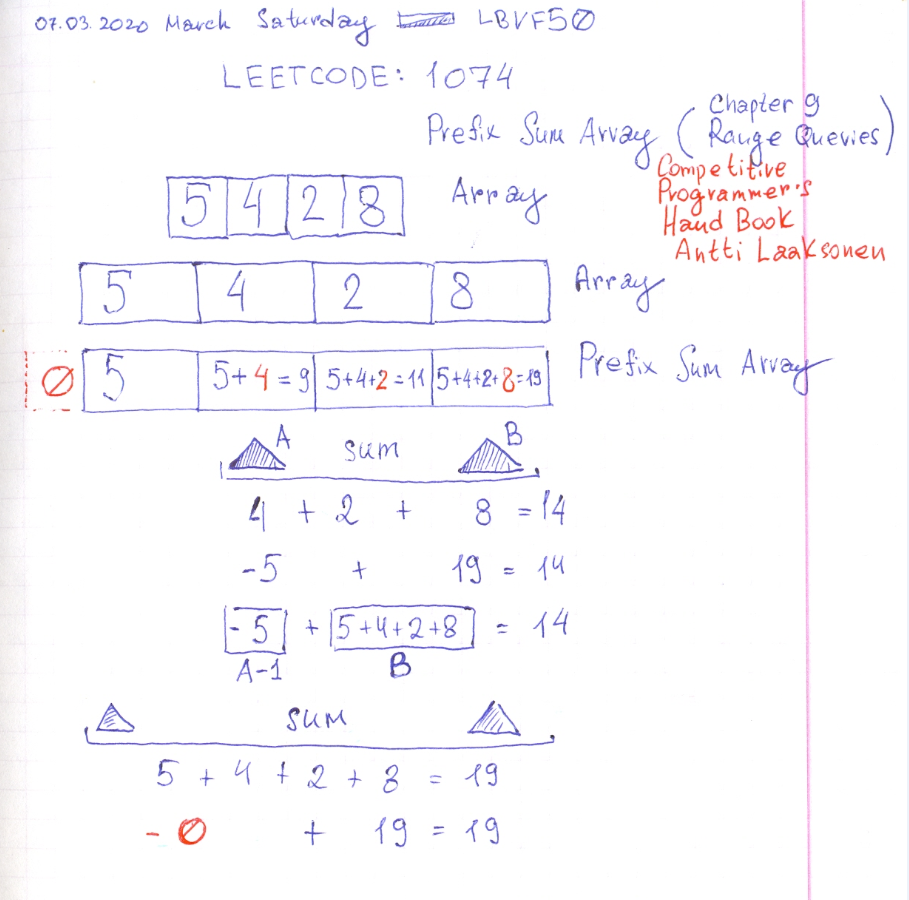 07.03.2020 March Saturday LBVF50
LEETCODE: 1074
Prefix Sum Array (Chapter 9
Range Queries)
Competitive
Programmer's
Hand Book
Antti Laaksonen
5 4 2 8 Array
5 4 2 8 Array
0 5 5+4=9 5+4+2=11 5+4+2+8=19 Prefix Sum Array
A sum B
4 + 2 + 8 = 14
-5 + 19 = 14
-5 + 5+4+2+8 = 14
A-1 B
sum
5 + 4 + 2 + 8 = 19
- 0 + 19 = 19